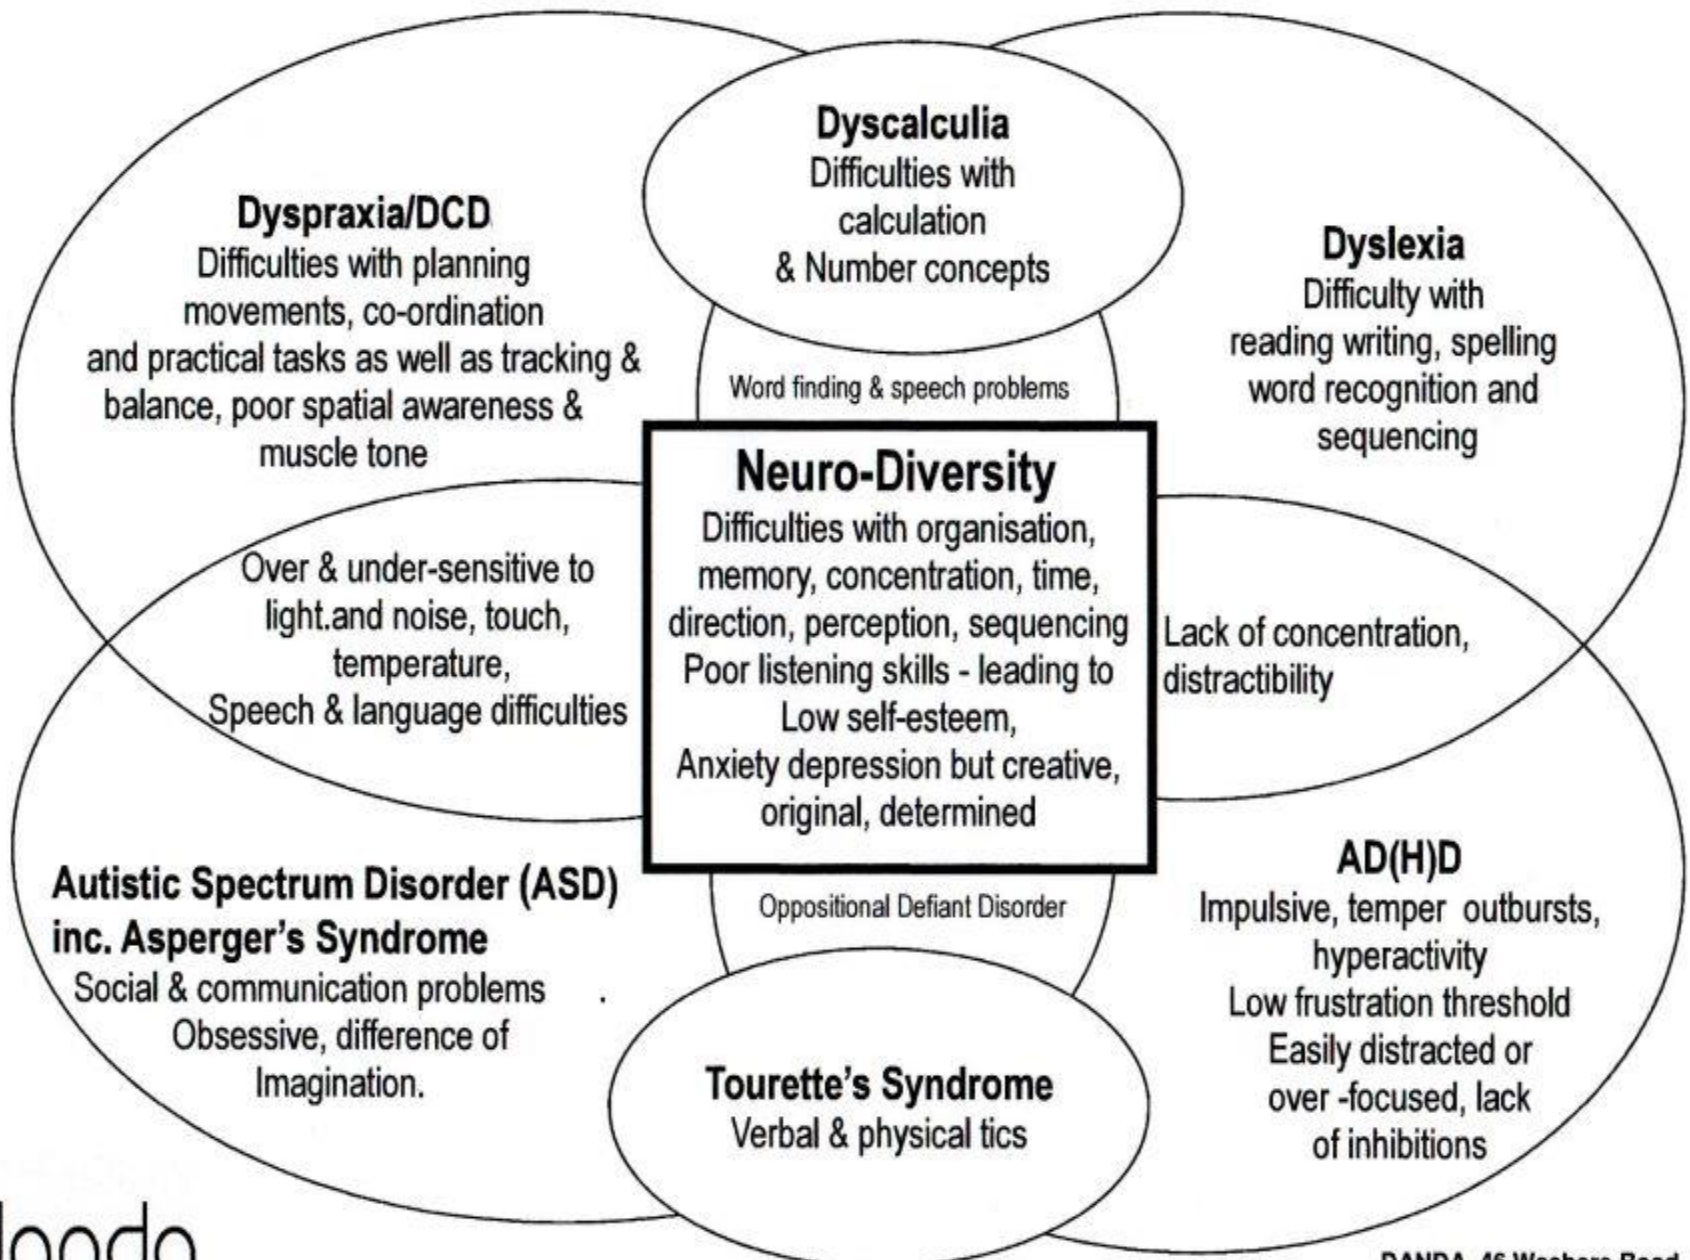 Dyscalculia
Difficulties with
calculation
& Number concepts
Dyspraxia/DCD
Difficulties with planning
movements, co-ordination
and practical tasks as well as tracking &
balance, poor spatial awareness &
muscle tone
Dyslexia
Difficulty with
reading writing, spelling
word recognition and
sequencing
Word finding & speech problems
Neuro-Diversity
Difficulties with organisation,
memory, concentration, time,
direction, perception, sequencing
Poor listening skills - leading to
Low self-esteem,
Anxiety depression but creative,
original, determined
Over & under-sensitive to
light.and noise, touch,
temperature,
Speech & language difficulties
Lack of concentration,
distractibility
Autistic Spectrum Disorder (ASD)
inc. Asperger's Syndrome
Social & communication problems .
Obsessive, difference of
Imagination.
Oppositional Defiant Disorder
AD(H)D
Impulsive, temper outbursts,
hyperactivity
Low frustration threshold
Easily distracted or
over -focused, lack
of inhibitions
Tourette's Syndrome
Verbal & physical tics
DANDA, 46